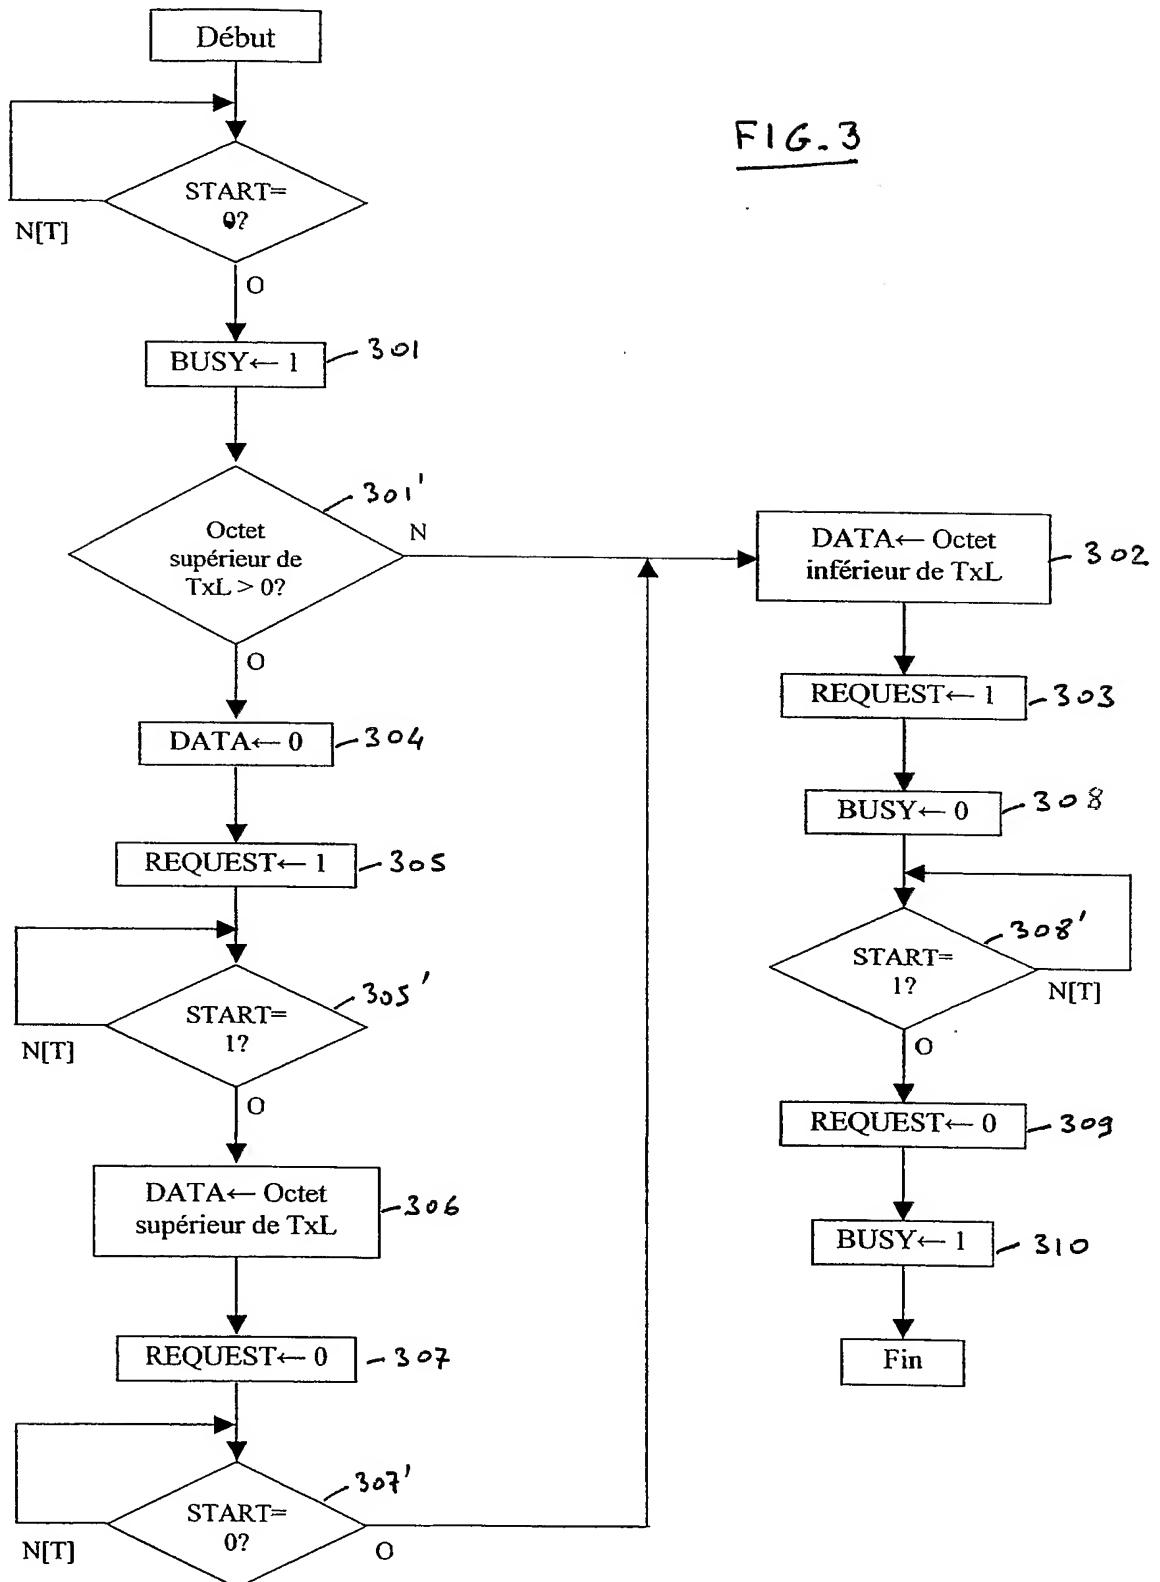 Début
FIG.3
START=
0?
N[T]
O
BUSY← 1
301
301'
Octet
supérieur de
TxL > 0?
N
O
DATA← 0
304
REQUEST← 1
305
305'
START=
1?
N[T]
O
DATA← Octet
supérieur de TxL
306
REQUEST← 0
307
307'
START=
0?
N[T]
O
DATA← Octet
inférieur de TxL
302
REQUEST← 1
303
BUSY← 0
308
308'
START=
1?
N[T]
O
REQUEST← 0
309
BUSY← 1
310
Fin